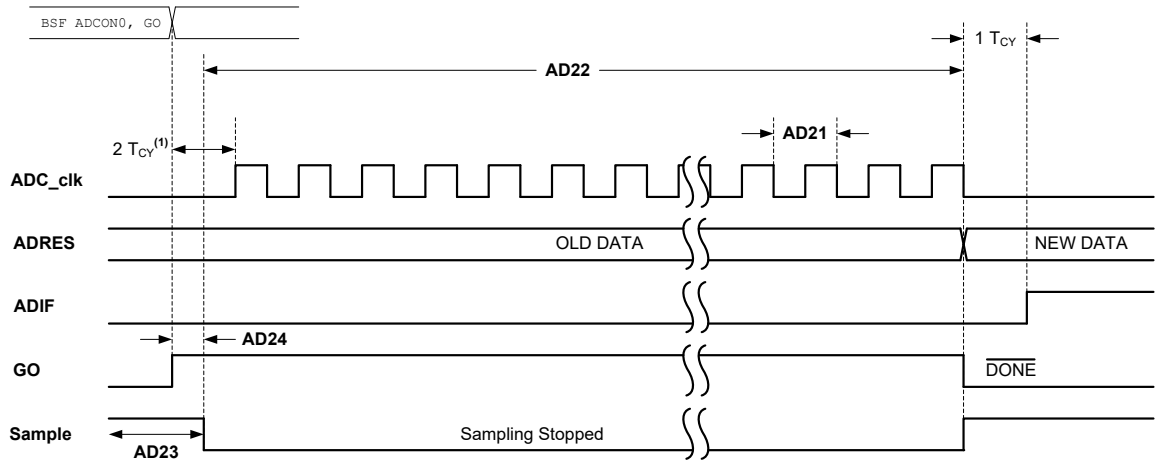 BSF ADCON0, GO
1 TCY
AD22
AD21
2 TCY(1)
ADC_clk
ADRES
OLD DATA
NEW DATA
ADIF
AD24
GO
DONE
Sample
Sampling Stopped
AD23